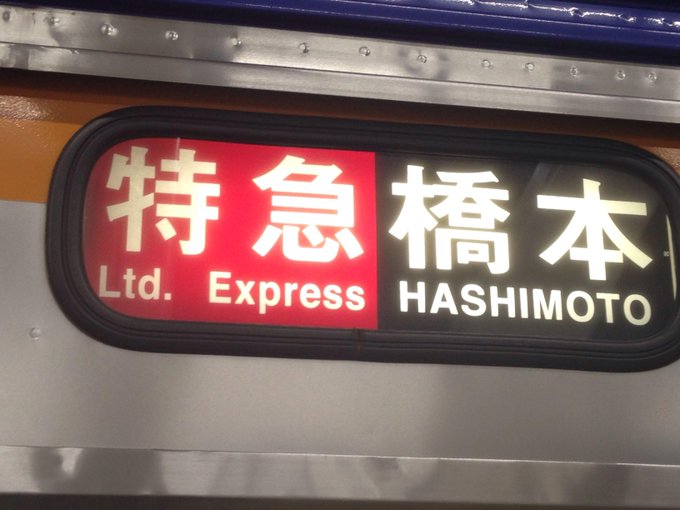 特急 橋本
Ltd. Express HASHIMOTO